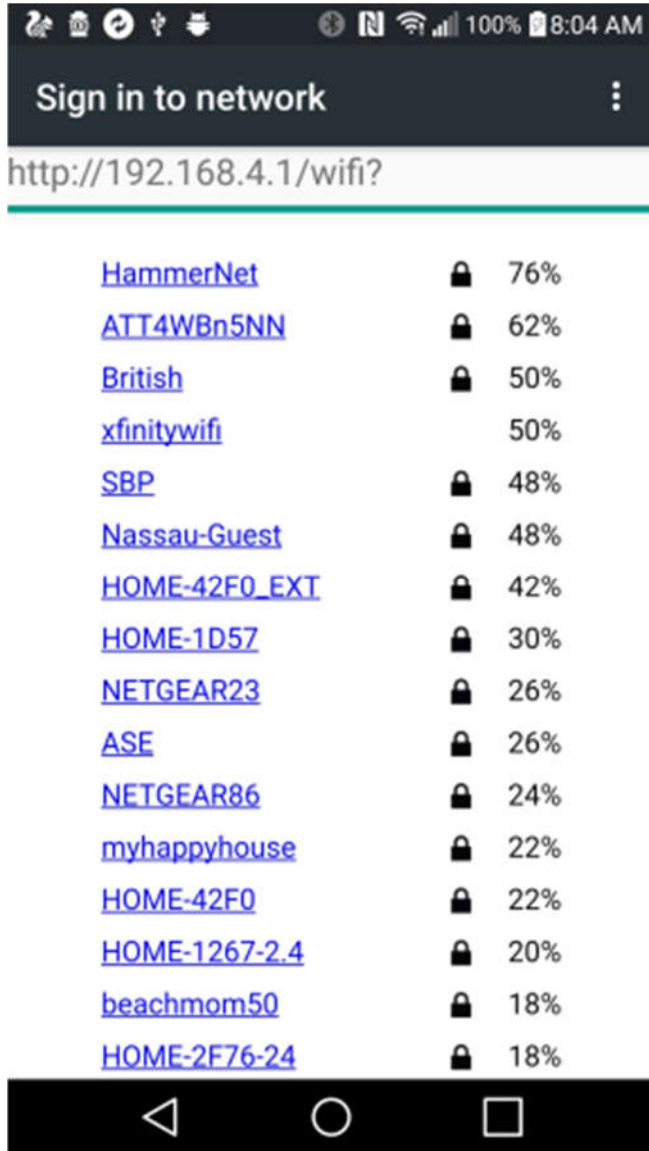 100% 8:04 AM
Sign in to network
http://192.168.4.1/wifi?
HammerNet 76%
ATT4WBn5NN 62%
British 50%
xfinitywifi 50%
SBP 48%
Nassau-Guest 48%
HOME-42F0_EXT 42%
HOME-1D57 30%
NETGEAR23 26%
ASE 26%
NETGEAR86 24%
myhappyhouse 22%
HOME-42F0 22%
HOME-1267-2.4 20%
beachmom50 18%
HOME-2F76-24 18%